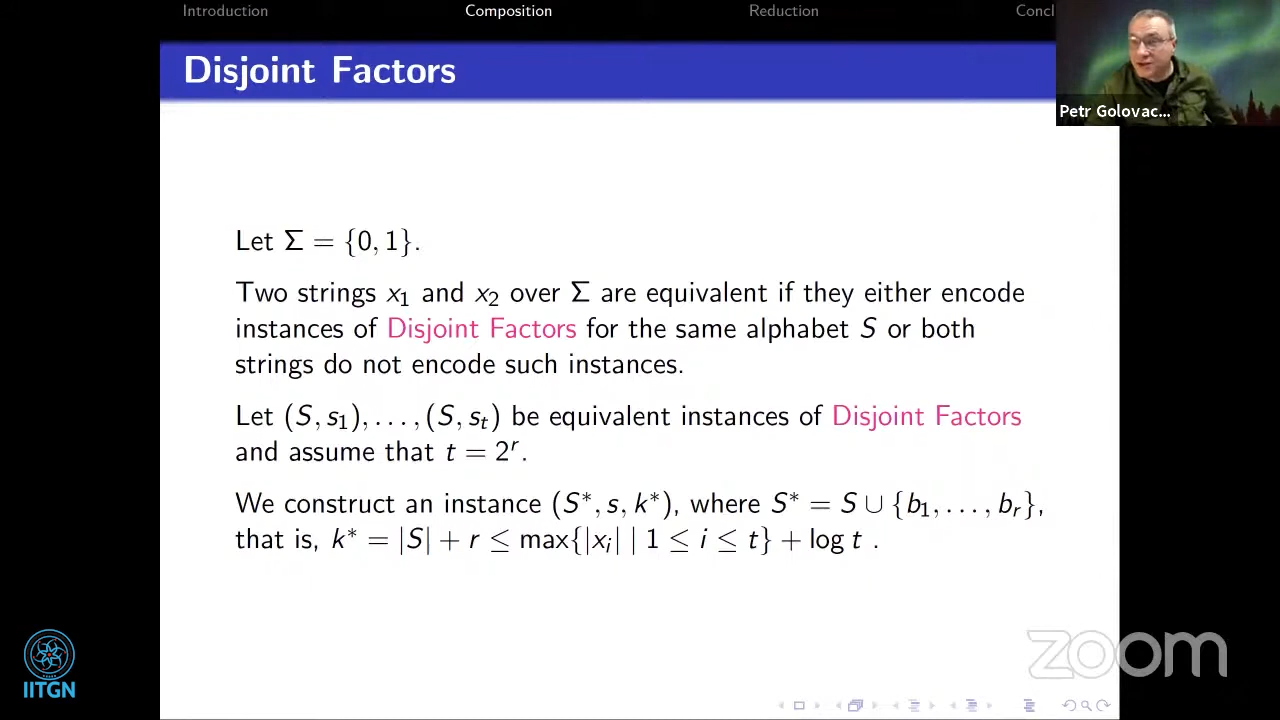 Introduction Composition Reduction Concl
Disjoint Factors
Petr Golovac...
Let Σ = {0, 1}.
Two strings x₁ and x₂ over Σ are equivalent if they either encode
instances of Disjoint Factors for the same alphabet S or both
strings do not encode such instances.
Let (S, s₁), . . . , (S, sₜ) be equivalent instances of Disjoint Factors
and assume that t = 2ʳ.
We construct an instance (S*, s, k*), where S* = S ∪ {b₁, . . . , bᵣ},
that is, k* = |S| + r ≤ max{|xᵢ| | 1 ≤ i ≤ t} + log t .
IITGN
zoom